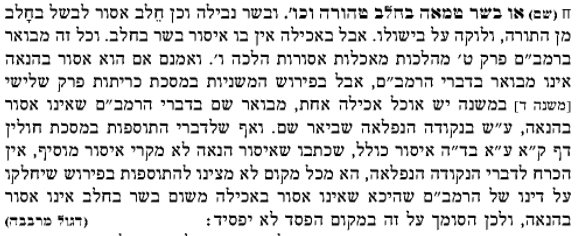 ח (שם) או בשר טמאה בחלב טהורה וכו׳. ובשר נבילה וכן חֵלב אסור לבשל בחָלב
מן התורה, ולוקה על בישולו. אבל באכילה אין בו איסור בשר בחלב. וכל זה מבואר
ברמב״ם פרק ט׳ מהלכות מאכלות אסורות הלכה ו׳. ואמנם אם הוא אסור בהנאה
אינו מבואר בדברי הרמב״ם, אבל בפירוש המשניות במסכת כריתות פרק שלישי
[משנה ד] במשנה יש אוכל אכילה אחת, מבואר שם בדברי הרמב״ם שאינו אסור
בהנאה, ע״ש בנקודה הנפלאה שביאר שם. ואף שלדברי התוספות במסכת חולין
דף ק״א ע״א בד״ה איסור כולל, שכתבו שאיסור הנאה לא מקרי איסור מוסיף, אין
הכרח לדברי הנקודה הנפלאה, הא מכל מקום לא מצינו להתוספות בפירוש שיחלקו
על דינו של הרמב״ם שהיכא שאינו אסור באכילה משום בשר בחלב אינו אסור
בהנאה, ולכן הסומך על זה במקום הפסד לא יפסיד: (דגול מרבבה)